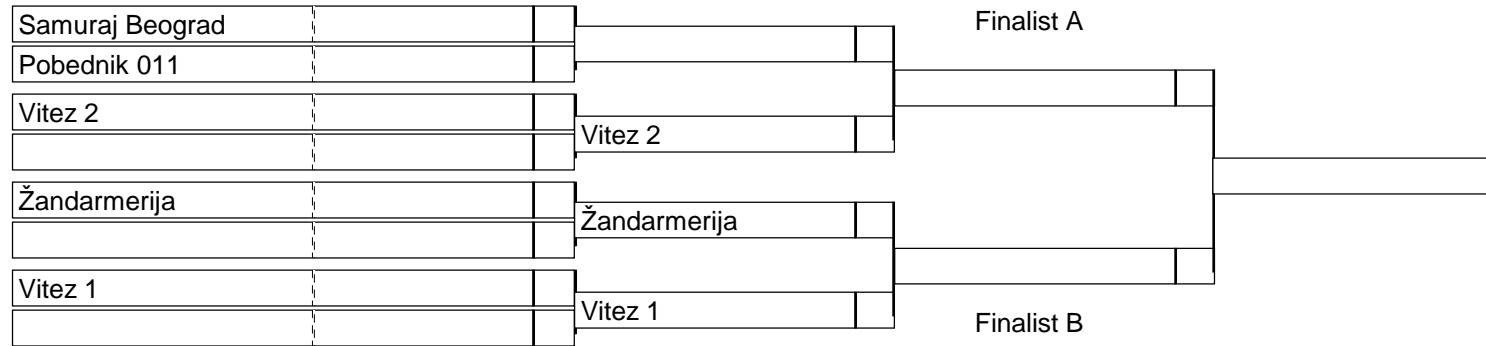 Samuraj Beograd
Pobednik 011
Vitez 2
Žandarmerija
Vitez 1
Vitez 2
Žandarmerija
Vitez 1
Finalist A
Finalist B